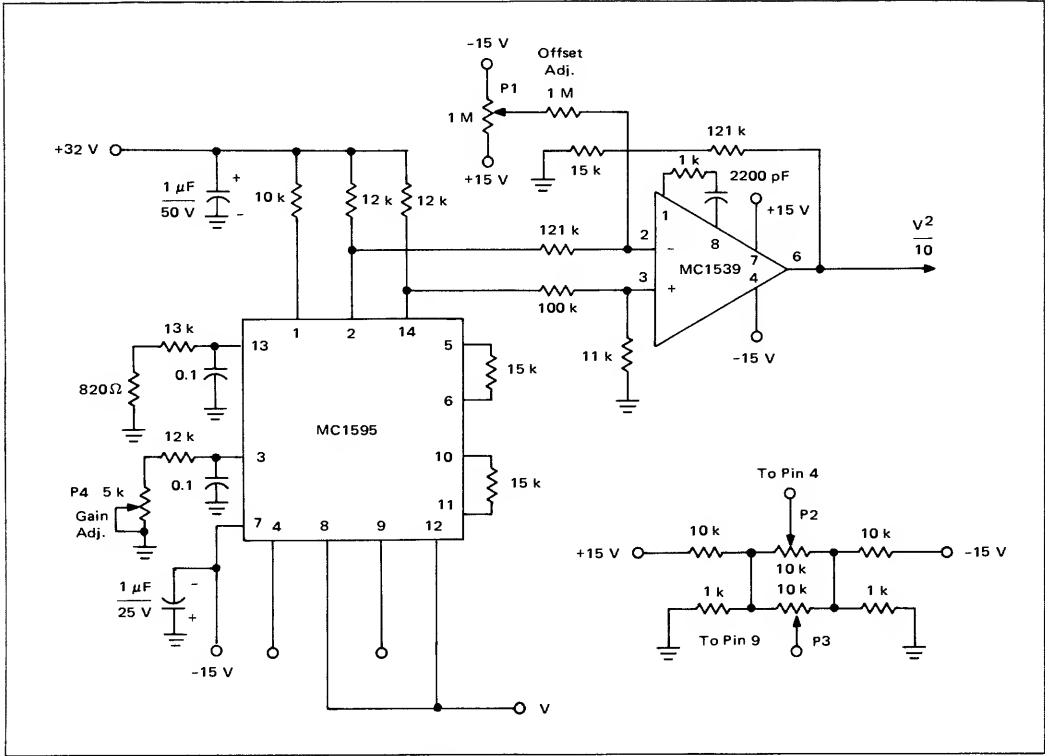 -15 V
Offset
Adj.
P1
1 M
1 M
+15 V
121 k
15 k
1 k
2200 pF
+32 V
1 µF
50 V
+
-
10 k
12 k
12 k
121 k
100 k
11 k
1
8
+15 V
2
-
3
+
MC1539
7
4
6
-15 V
V²
10
1
2
14
13 k
13
820Ω
0.1
12 k
3
0.1
P4 5 k
Gain
Adj.
MC1595
5
6
15 k
10
11
15 k
7
4
8
9
12
1 µF
25 V
-
+
-15 V
V
To Pin 4
P2
+15 V
10 k
10 k
10 k
-15 V
1 k
10 k
1 k
To Pin 9
P3